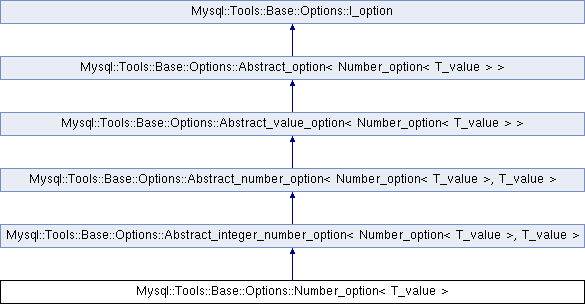 Mysql::Tools::Base::Options::I_option
Mysql::Tools::Base::Options::Abstract_option< Number_option< T_value > >
Mysql::Tools::Base::Options::Abstract_value_option< Number_option< T_value > >
Mysql::Tools::Base::Options::Abstract_number_option< Number_option< T_value >, T_value >
Mysql::Tools::Base::Options::Abstract_integer_number_option< Number_option< T_value >, T_value >
Mysql::Tools::Base::Options::Number_option< T_value >